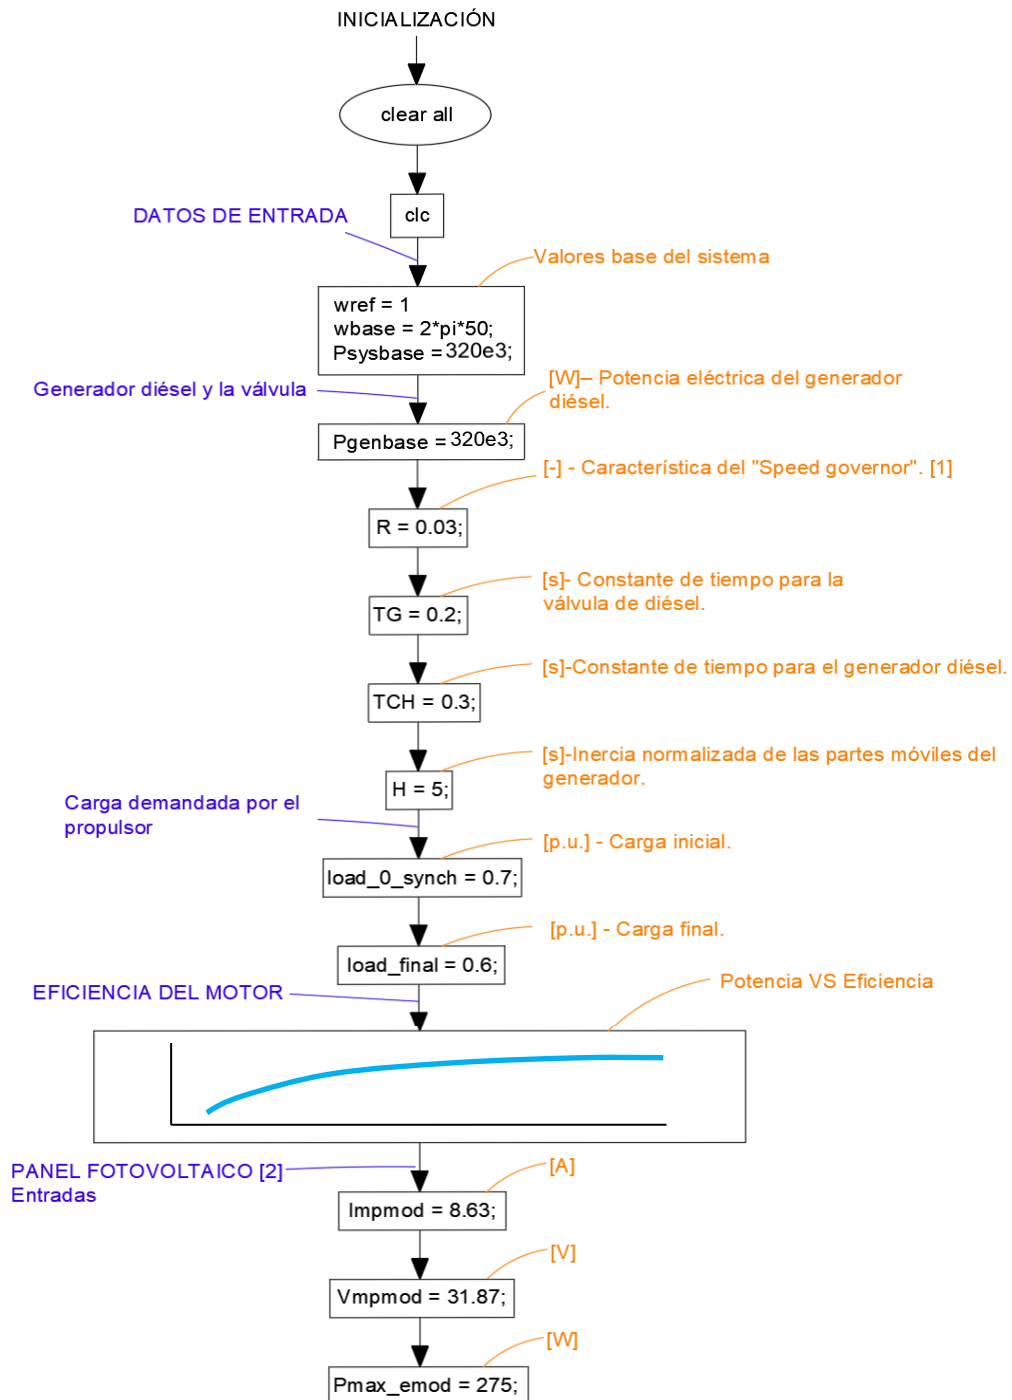 INICIALIZACIÓN
clear all
clc
DATOS DE ENTRADA
Valores base del sistema
wref = 1
wbase = 2*pi*50;
Psysbase = 320e3;
Generador diésel y la válvula
[W]– Potencia eléctrica del generador
diésel.
Pgenbase = 320e3;
[-] - Característica del "Speed governor". [1]
R = 0.03;
[s]- Constante de tiempo para la
válvula de diésel.
TG = 0.2;
[s]-Constante de tiempo para el generador diésel.
TCH = 0.3;
[s]-Inercia normalizada de las partes móviles del
generador.
H = 5;
Carga demandada por el
propulsor
[p.u.] - Carga inicial.
load_0_synch = 0.7;
[p.u.] - Carga final.
load_final = 0.6;
EFICIENCIA DEL MOTOR
Potencia VS Eficiencia
PANEL FOTOVOLTAICO [2]
Entradas
[A]
Impmod = 8.63;
[V]
Vmpmod = 31.87;
[W]
Pmax_emod = 275;